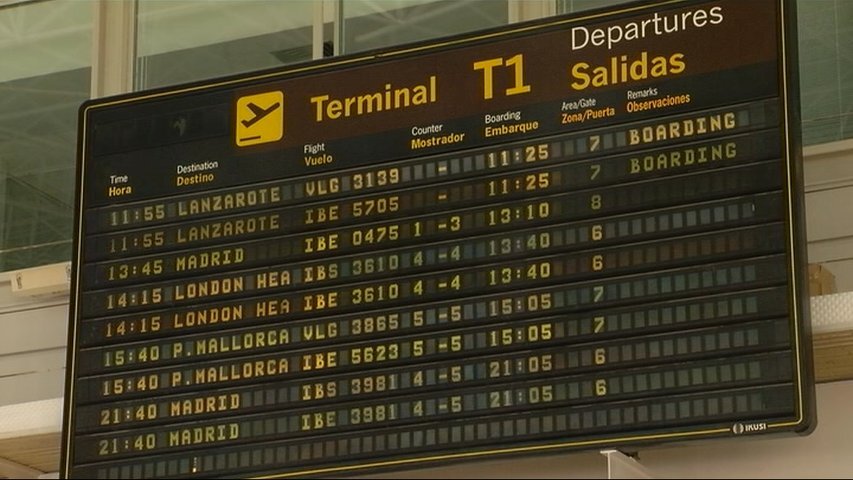 Departures
Terminal T1 Salidas
Time Destination Flight Counter Boarding Area/Gate Remarks
Hora Destino Vuelo Mostrador Embarque Zona/Puerta Observaciones
11:55 LANZAROTE VLG 3139 - 11:25 7 BOARDING
11:55 LANZAROTE IBE 5705 - 11:25 7 BOARDING
13:45 MADRID IBE 0475 1 -3 13:10 8
14:15 LONDON HEA IBS 3610 4 -4 13:40 6
14:15 LONDON HEA IBE 3610 4 -4 13:40 6
15:40 P.MALLORCA VLG 3865 5 -5 15:05 7
15:40 P.MALLORCA IBE 5623 5 -5 15:05 7
21:40 MADRID IBS 3981 4 -5 21:05 6
21:40 MADRID IBE 3981 4 -5 21:05 6
IKUSI